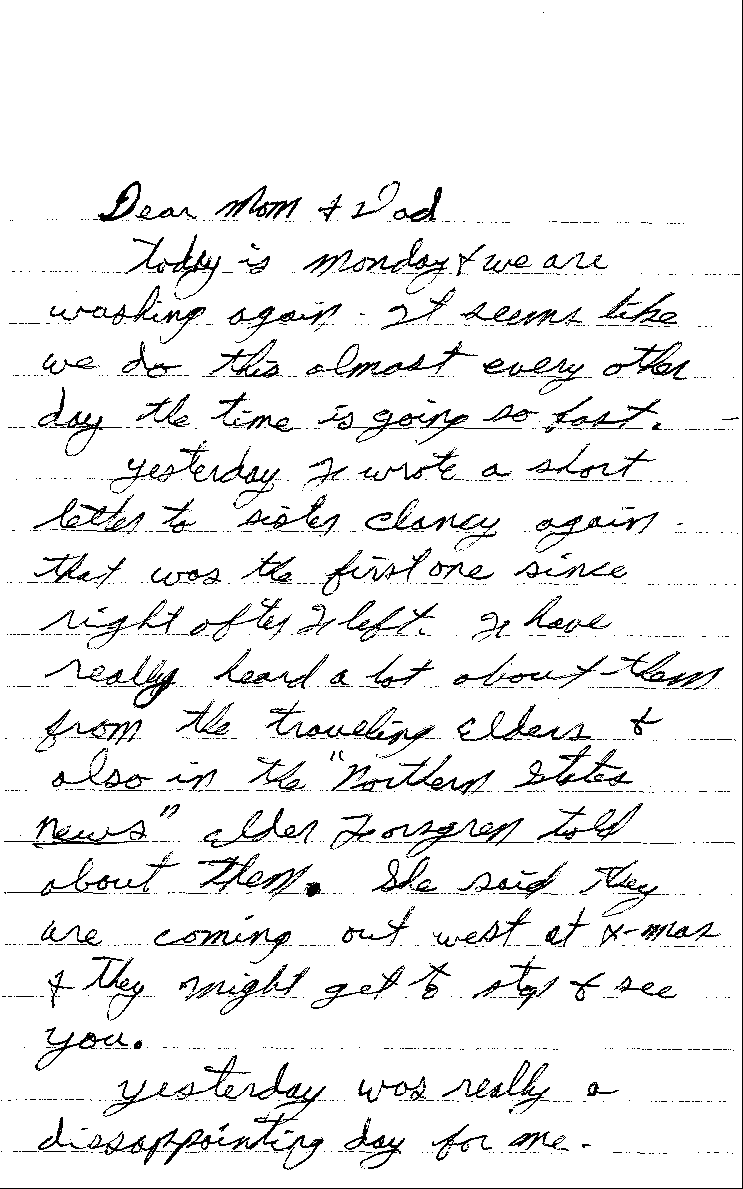 Dear Mom & Dad
today is monday & we are
washing again. It seems like
we do this almost every other
day the time is going so fast.
yesterday I wrote a short
letter to sister clancy again.
that was the first one since
right after I left. I have
really heard a lot about them
from the traveling elders &
also in the "Northern States
news" elder Forsgren told
about them. She said they
are coming out west at x-mas
& they might get to stop & see
you.
yesterday was really a
dissappointing day for me.